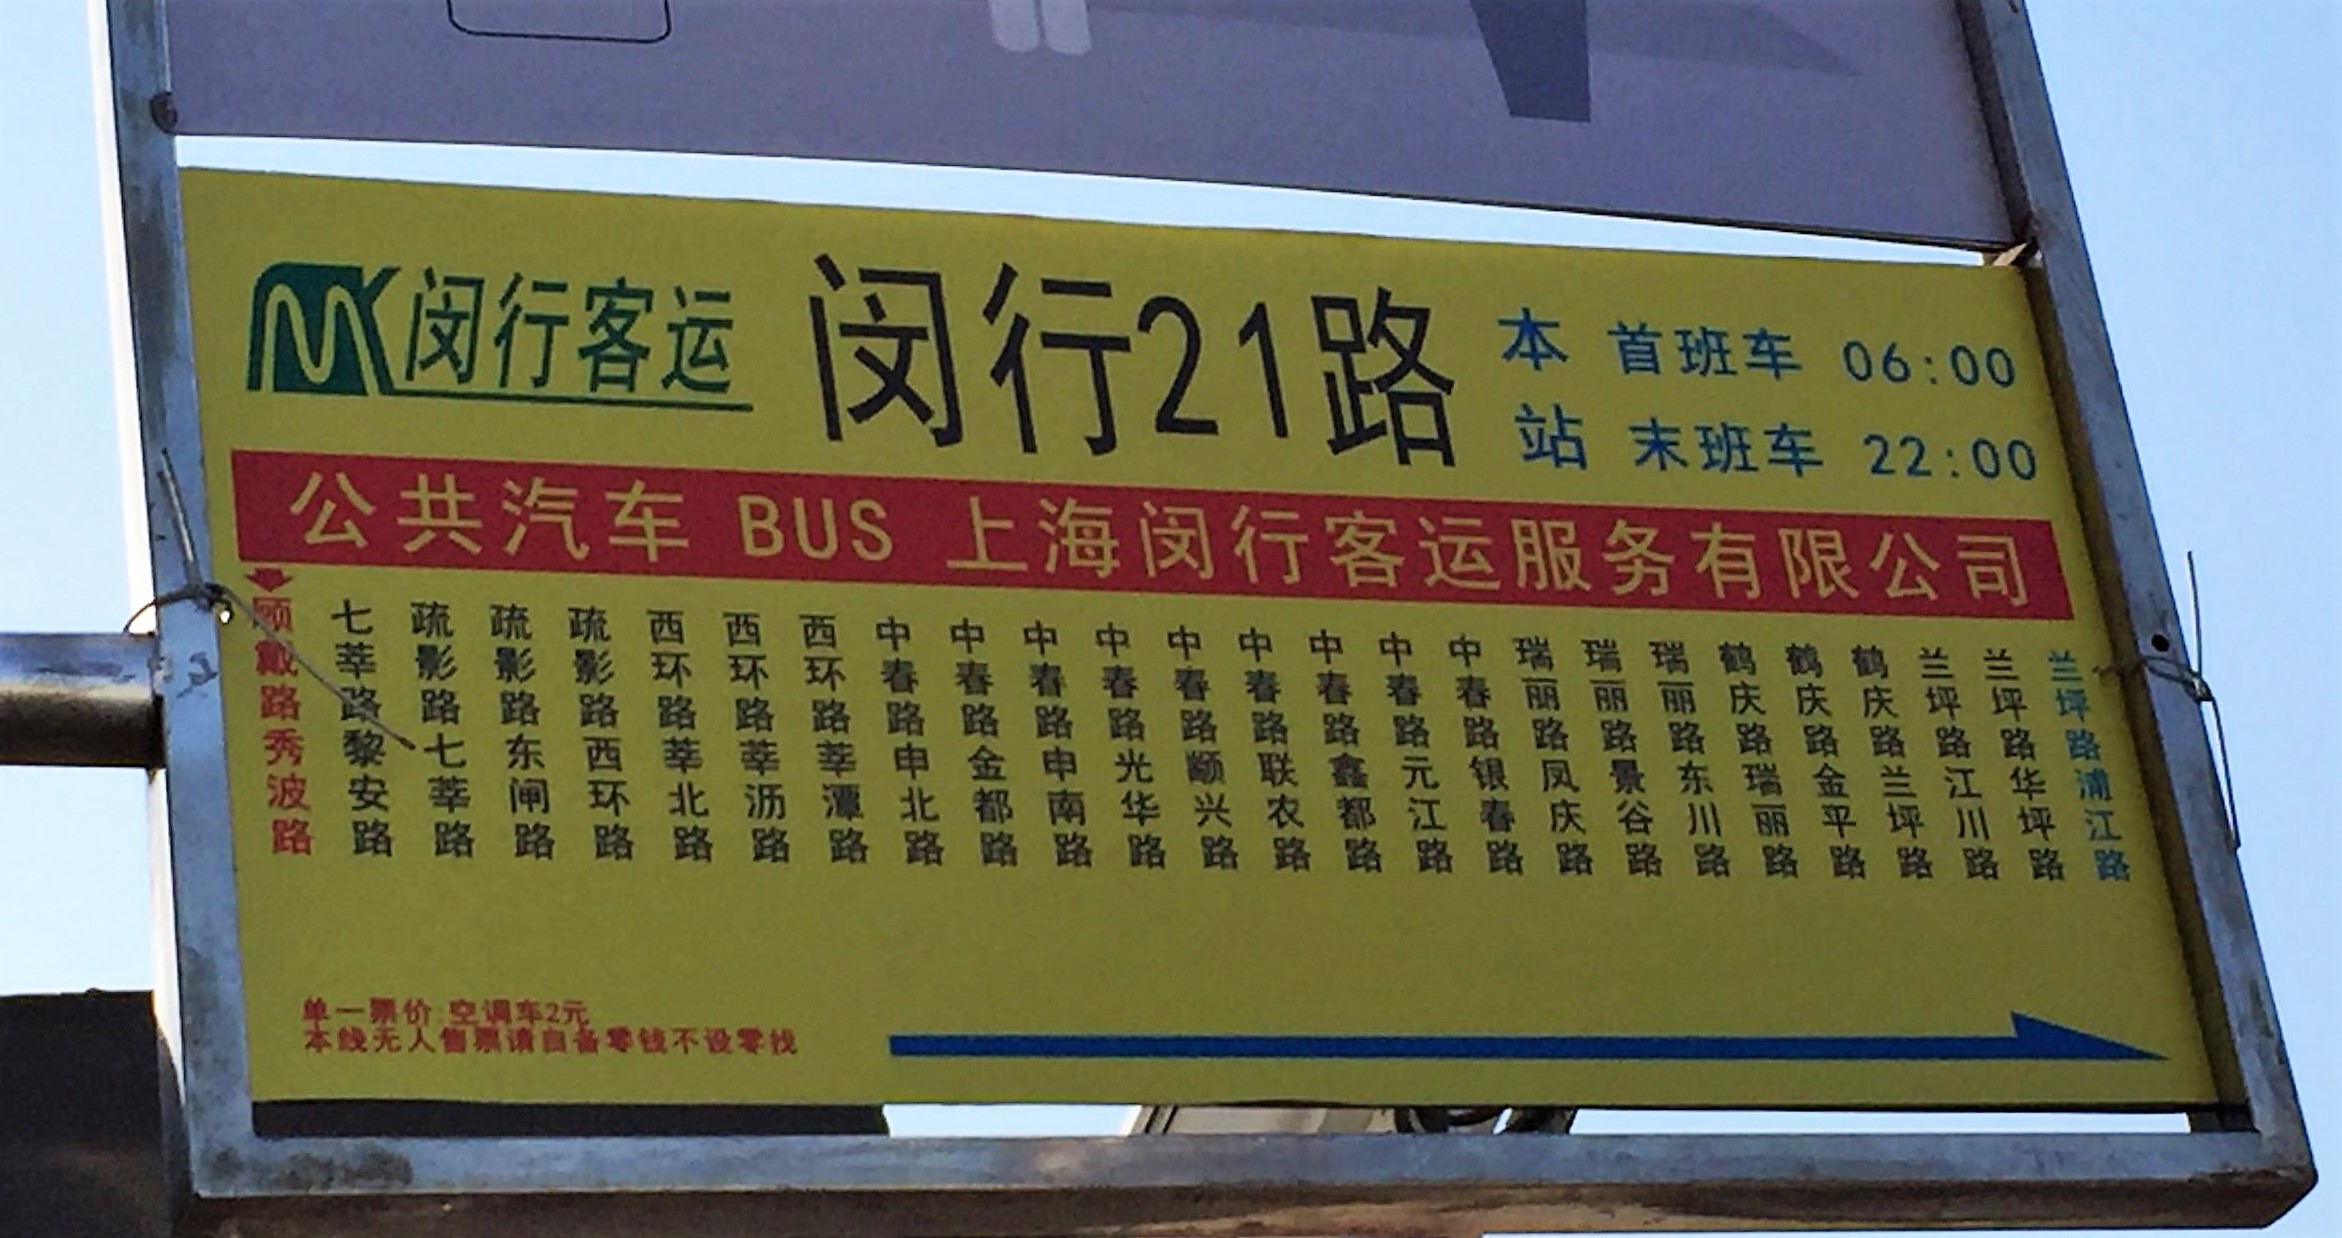 闵行客运
闵行21路
本站
首班车 06:00
末班车 22:00
公共汽车 BUS 上海闵行客运服务有限公司
顾戴路秀波路
七莘路黎安路
疏影路七莘路
疏影路东闸路
疏影路西环路
西环路莘北路
西环路莘沥路
西环路莘潭路
中春路申北路
中春路金都路
中春路申南路
中春路光华路
中春路颛兴路
中春路联农路
中春路鑫都路
中春路元江路
中春路银春路
瑞丽路凤庆路
瑞丽路景谷路
瑞丽路东川路
鹤庆路瑞丽路
鹤庆路金平路
鹤庆路兰坪路
兰坪路江川路
兰坪路华坪路
兰坪路浦江路
单一票价:空调车2元
本线无人售票请自备零钱不设零找